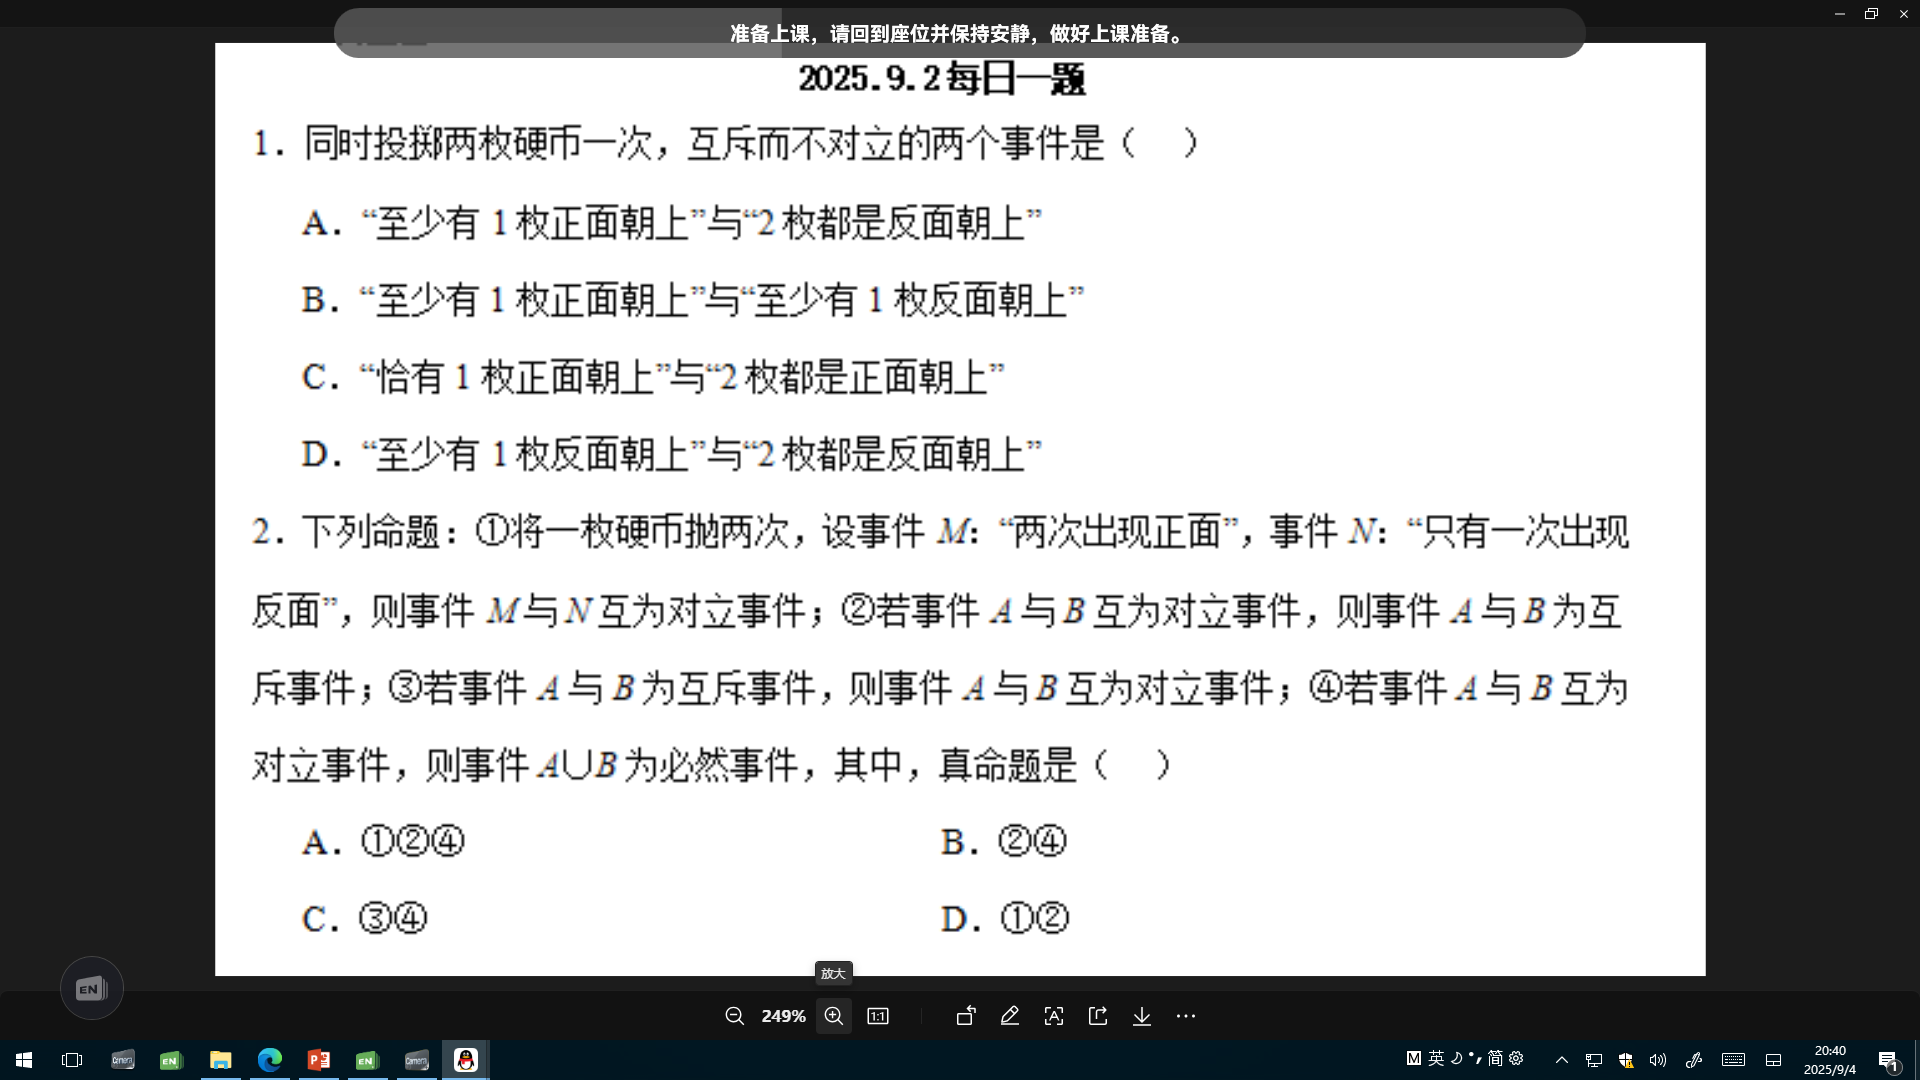 准备上课，请回到座位并保持安静，做好上课准备。
2025.9.2每日一题
1．同时投掷两枚硬币一次，互斥而不对立的两个事件是（ ）
A．“至少有 1 枚正面朝上”与“2 枚都是反面朝上”
B．“至少有 1 枚正面朝上”与“至少有 1 枚反面朝上”
C．“恰有 1 枚正面朝上”与“2 枚都是正面朝上”
D．“至少有 1 枚反面朝上”与“2 枚都是反面朝上”
2．下列命题：①将一枚硬币抛两次，设事件 M：“两次出现正面”，事件 N：“只有一次出现
反面”，则事件 M 与 N 互为对立事件；②若事件 A 与 B 互为对立事件，则事件 A 与 B 为互
斥事件；③若事件 A 与 B 为互斥事件，则事件 A 与 B 互为对立事件；④若事件 A 与 B 互为
对立事件，则事件 A∪B 为必然事件，其中，真命题是（ ）
A．①②④ B．②④
C．③④ D．①②
放大
EN
249% 1:1
Camera EN EN Camera M 英 简 20:40
2025/9/4 1